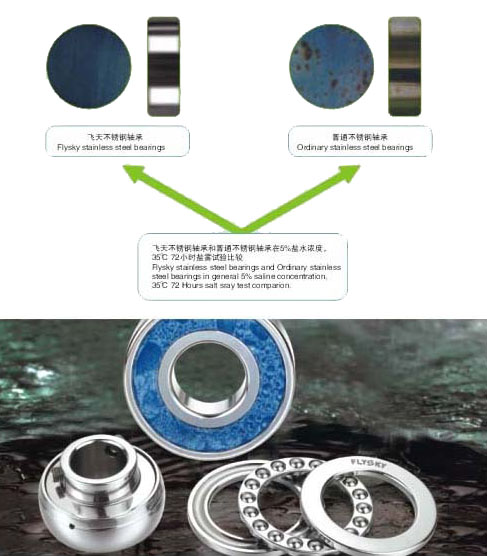 飞天不锈钢轴承
Flysky stainless steel bearings
普通不锈钢轴承
Ordinary stainless steel bearings
飞天不锈钢轴承和普通不锈钢轴承在5%盐水浓度,
35℃ 72小时盐雾试验比较
Flysky stainless steel bearings and Ordinary stainless
steel bearings in general 5% saline concentration,
35℃ 72 Hours salt sray test comparion.
FLYSKY